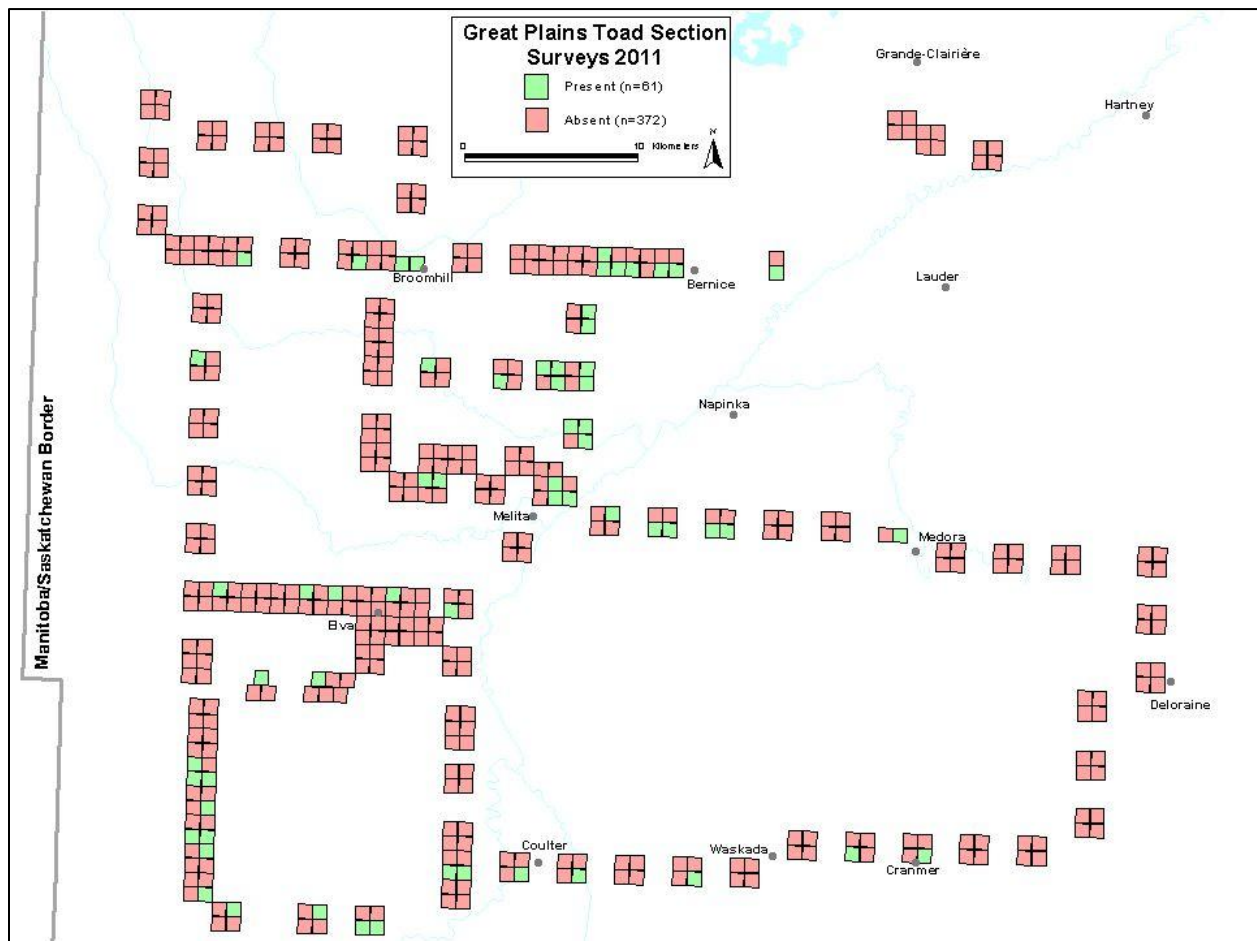 Great Plains Toad Section
Surveys 2011
Present (n=61)
Absent (n=372)
N
0 10 Kilometers
Grande-Clairière
Hartney
Broomhill
Bernice
Lauder
Napinka
Manitoba/Saskatchewan Border
Melita
Medora
Elva
Deloraine
Coulter
Waskada
Cranmer